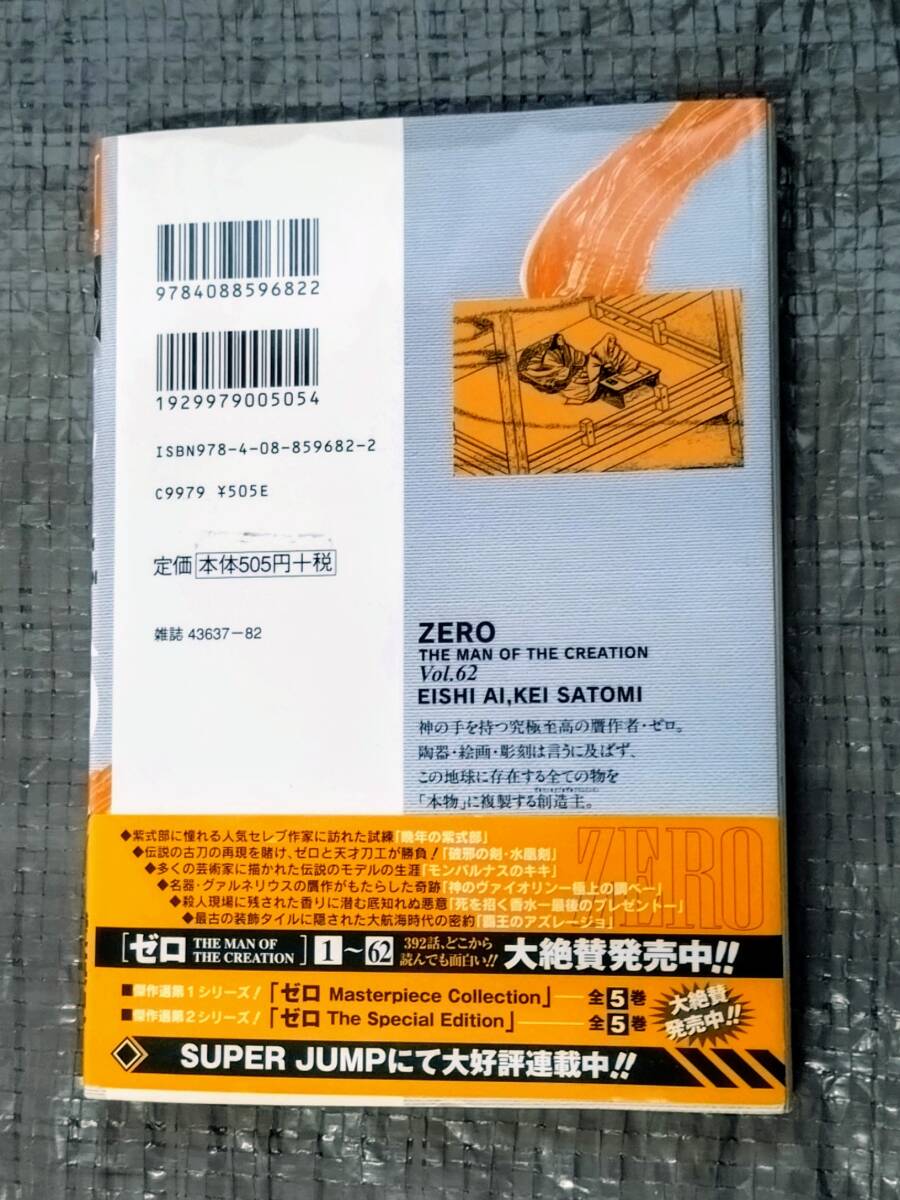 9784088596822
1929979005054
ISBN978-4-08-859682-2
C9979 ¥505E
定価 本体505円+税
雑誌 43637-82
ZERO
THE MAN OF THE CREATION
Vol.62
EISHI AI,KEI SATOMI
神の手を持つ究極至高の贋作者・ゼロ。
陶器・絵画・彫刻は言うに及ばず、
この地球に存在する全ての物を
「本物」に複製する創造主。
ZERO
◆紫式部に憧れる人気セレブ作家に訪れた試練「晩年の紫式部」
◆伝説の古刀の再現を賭け、ゼロと天才刀工が勝負!「破邪の剣・水凰剣」
◆多くの芸術家に描かれた伝説のモデルの生涯「モンパルナスのキキ」
◆名器・グァルネリウスの贋作がもたらした奇跡「神のヴァイオリンー極上の調べー」
◆殺人現場に残された香りに潜む底知れぬ悪意「死を招く香水ー最後のプレゼントー」
◆最古の装飾タイルに隠された大航海時代の密約「覇王のアズレージョ」
[ゼロ THE MAN OF THE CREATION] 1〜62 392話、どこから読んでも面白い!! 大絶賛発売中!!
■傑作選第1シリーズ!「ゼロ Masterpiece Collection」—全5巻
■傑作選第2シリーズ!「ゼロ The Special Edition」—全5巻
大絶賛発売中!!
SUPER JUMPにて大好評連載中!!